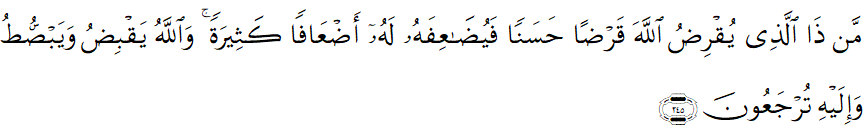 مَّن ذَا ٱلَّذِى يُقْرِضُ ٱللَّهَ قَرْضًا حَسَنًا فَيُضَـٰعِفَهُۥ لَهُۥٓ أَضْعَافًا كَثِيرَةً ۚ وَٱللَّهُ يَقْبِضُ وَيَبْصُۜطُ
وَإِلَيْهِ تُرْجَعُونَ ٢٤٥